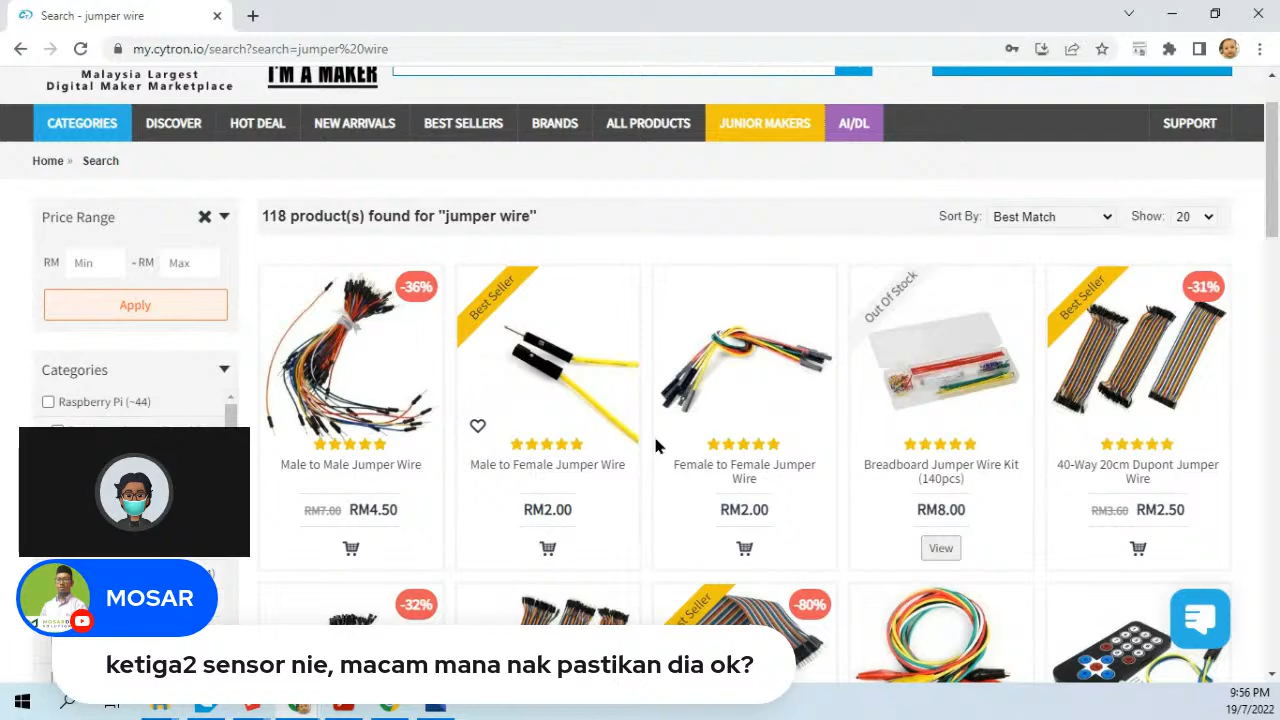 Search - jumper wire
my.cytron.io/search?search=jumper%20wire
Malaysia Largest
Digital Maker Marketplace
I'M A MAKER
CATEGORIES DISCOVER HOT DEAL NEW ARRIVALS BEST SELLERS BRANDS ALL PRODUCTS JUNIOR MAKERS AI/DL SUPPORT
Home » Search
Price Range
RM Min ~ RM Max
Apply
Categories
Raspberry Pi (~44)
118 product(s) found for "jumper wire"
Sort By: Best Match Show: 20
-36%
Male to Male Jumper Wire
RM7.00 RM4.50
Best Seller
Male to Female Jumper Wire
RM2.00
Female to Female Jumper
Wire
RM2.00
Out Of Stock
Breadboard Jumper Wire Kit
(140pcs)
RM8.00
View
Best Seller
-31%
40-Way 20cm Dupont Jumper
Wire
RM3.60 RM2.50
-32%
Best Seller
-80%
MOSAR
ketiga2 sensor nie, macam mana nak pastikan dia ok?
9:56 PM
19/7/2022